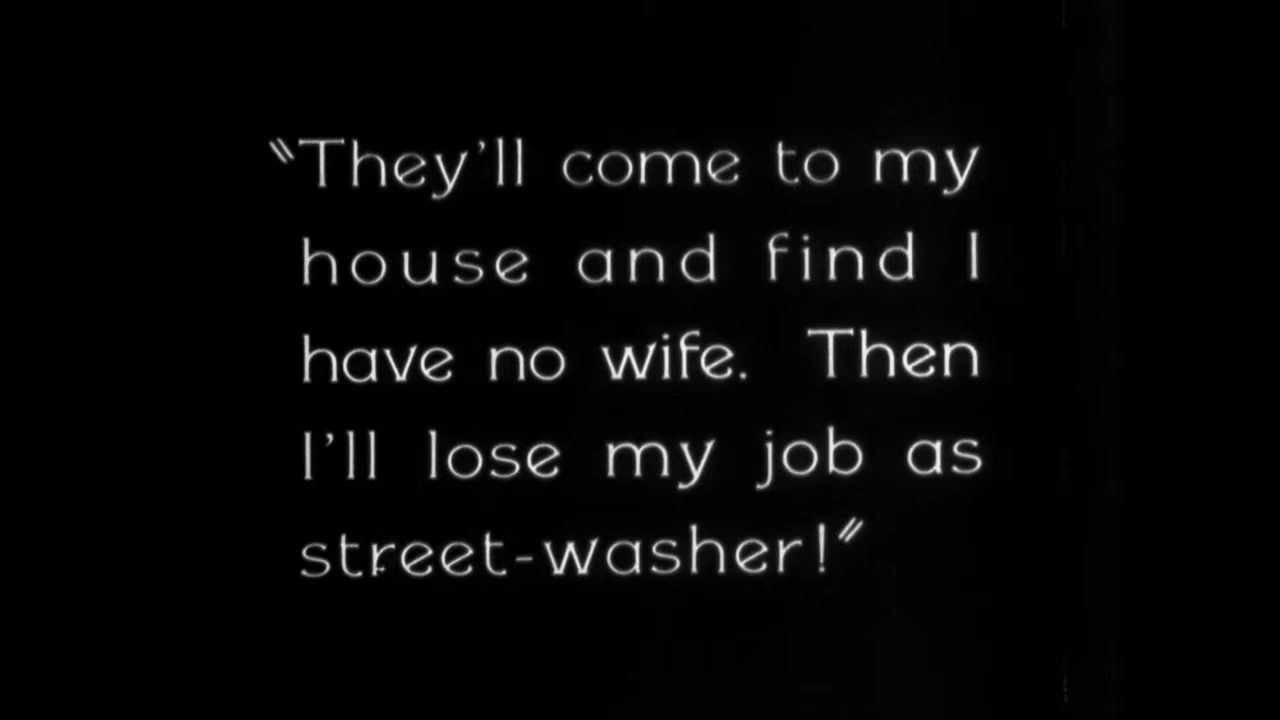 "They'll come to my
house and find I
have no wife. Then
I'll lose my job as
street-washer!"